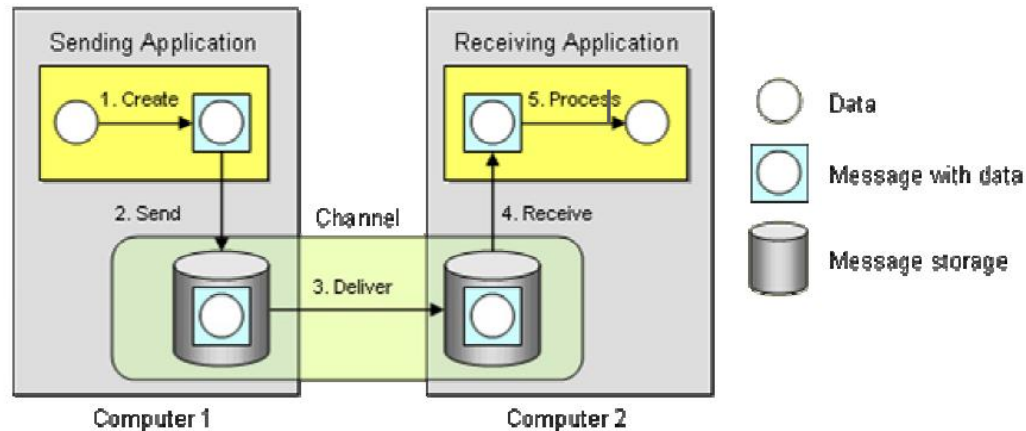 Sending Application
1. Create
2. Send
Computer 1
Channel
3. Deliver
Receiving Application
5. Process
4. Receive
Computer 2
Data
Message with data
Message storage